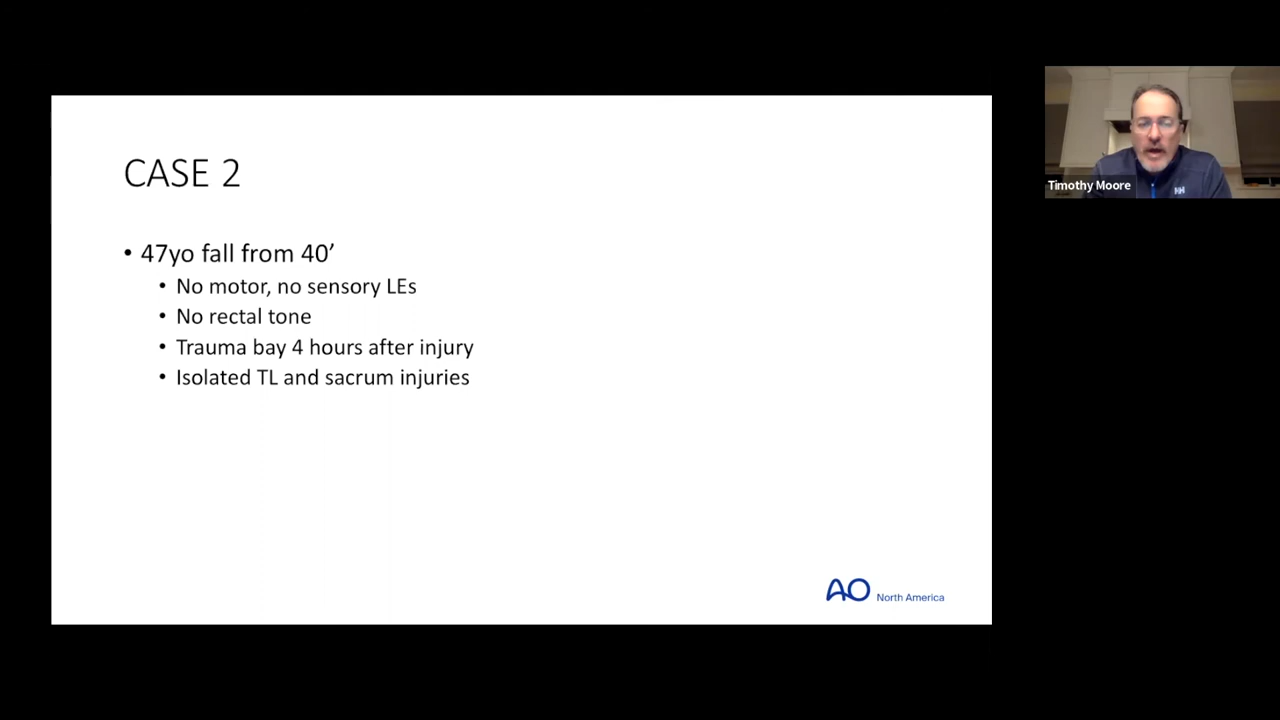 CASE 2
• 47yo fall from 40’
• No motor, no sensory LEs
• No rectal tone
• Trauma bay 4 hours after injury
• Isolated TL and sacrum injuries
AO North America
Timothy Moore
HH